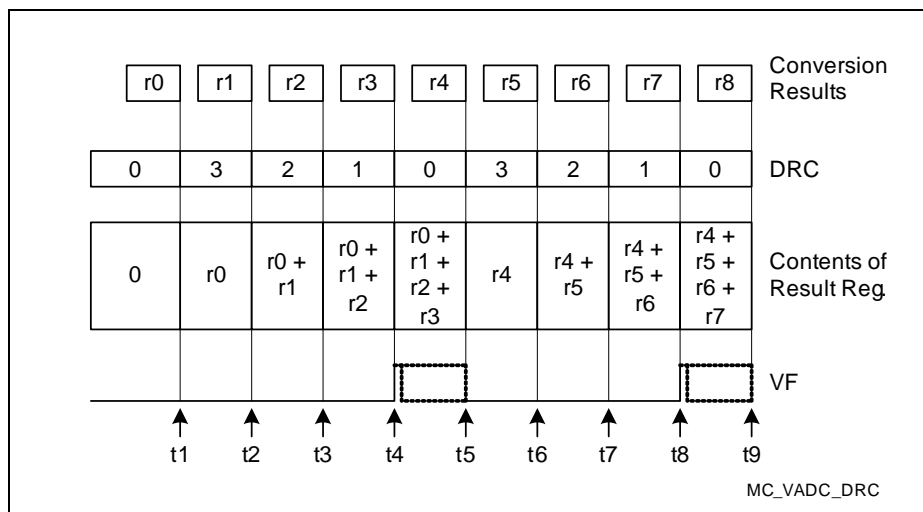 r0 r1 r2 r3 r4 r5 r6 r7 r8
Conversion
Results
0 3 2 1 0 3 2 1 0
DRC
0
r0
r0 +
r1
r0 +
r1 +
r2
r0 +
r1 +
r2 +
r3
r4
r4 +
r5
r4 +
r5 +
r6
r4 +
r5 +
r6 +
r7
Contents of
Result Reg.
VF
t1 t2 t3 t4 t5 t6 t7 t8 t9
MC_VADC_DRC